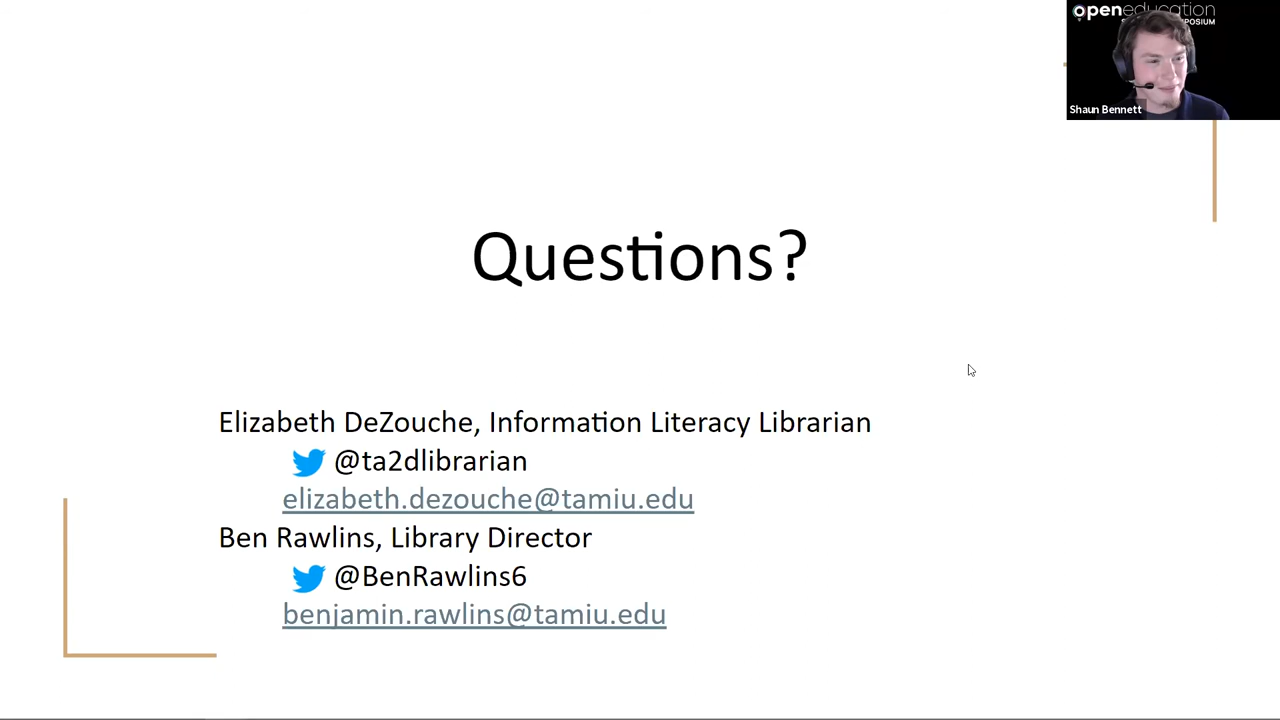 openeducation
POSIUM
Shaun Bennett
Questions?
Elizabeth DeZouche, Information Literacy Librarian
@ta2dlibrarian
elizabeth.dezouche@tamiu.edu
Ben Rawlins, Library Director
@BenRawlins6
benjamin.rawlins@tamiu.edu